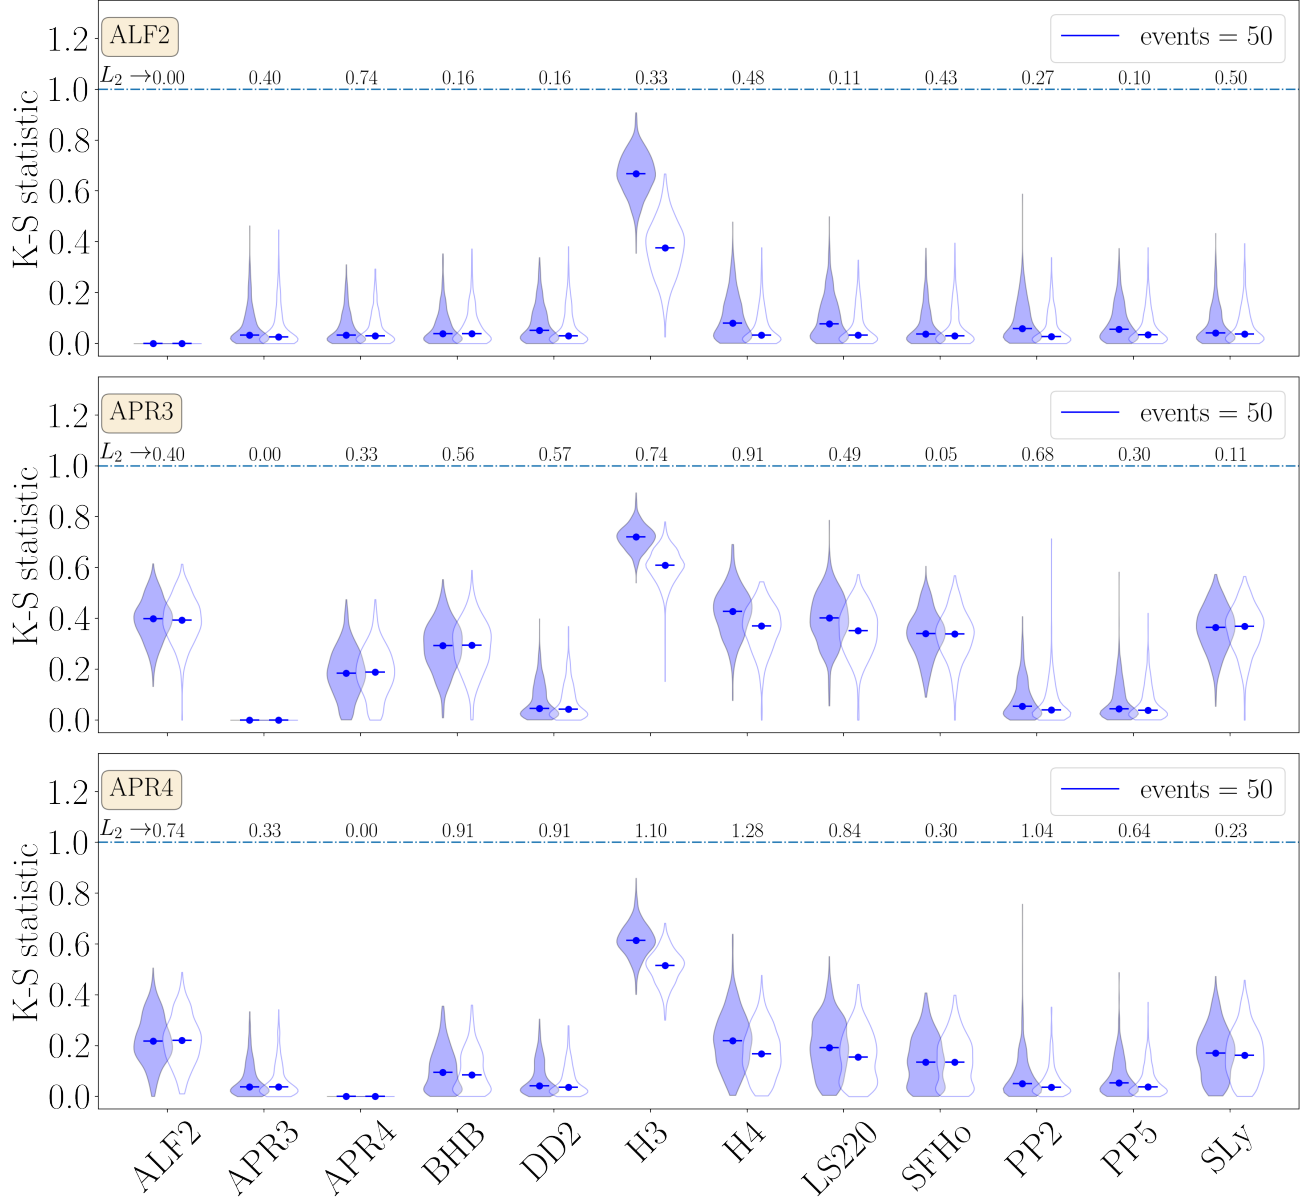 ALF2
events = 50
1.2
L₂ → 0.00 0.40 0.74 0.16 0.16 0.33 0.48 0.11 0.43 0.27 0.10 0.50
1.0
0.8
0.6
0.4
0.2
0.0
K-S statistic
APR3
events = 50
1.2
L₂ → 0.40 0.00 0.33 0.56 0.57 0.74 0.91 0.49 0.05 0.68 0.30 0.11
1.0
0.8
0.6
0.4
0.2
0.0
K-S statistic
APR4
events = 50
1.2
L₂ → 0.74 0.33 0.00 0.91 0.91 1.10 1.28 0.84 0.30 1.04 0.64 0.23
1.0
0.8
0.6
0.4
0.2
0.0
K-S statistic
ALF2 APR3 APR4 BHB DD2 H3 H4 LS220 SFHo PP2 PP5 SLy